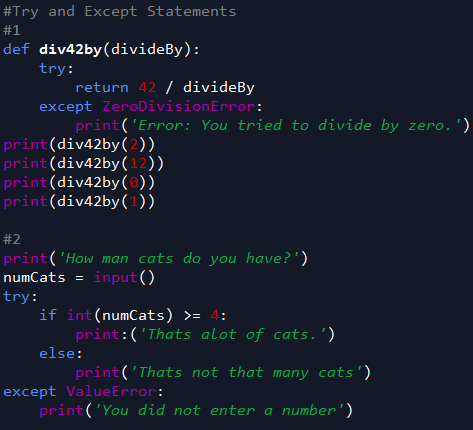 #Try and Except Statements
#1
def div42by(divideBy):
    try:
        return 42 / divideBy
    except ZeroDivisionError:
        print('Error: You tried to divide by zero.')
print(div42by(2))
print(div42by(12))
print(div42by(0))
print(div42by(1))

#2
print('How man cats do you have?')
numCats = input()
try:
    if int(numCats) >= 4:
        print:('Thats alot of cats.')
    else:
        print('Thats not that many cats')
except ValueError:
    print('You did not enter a number')